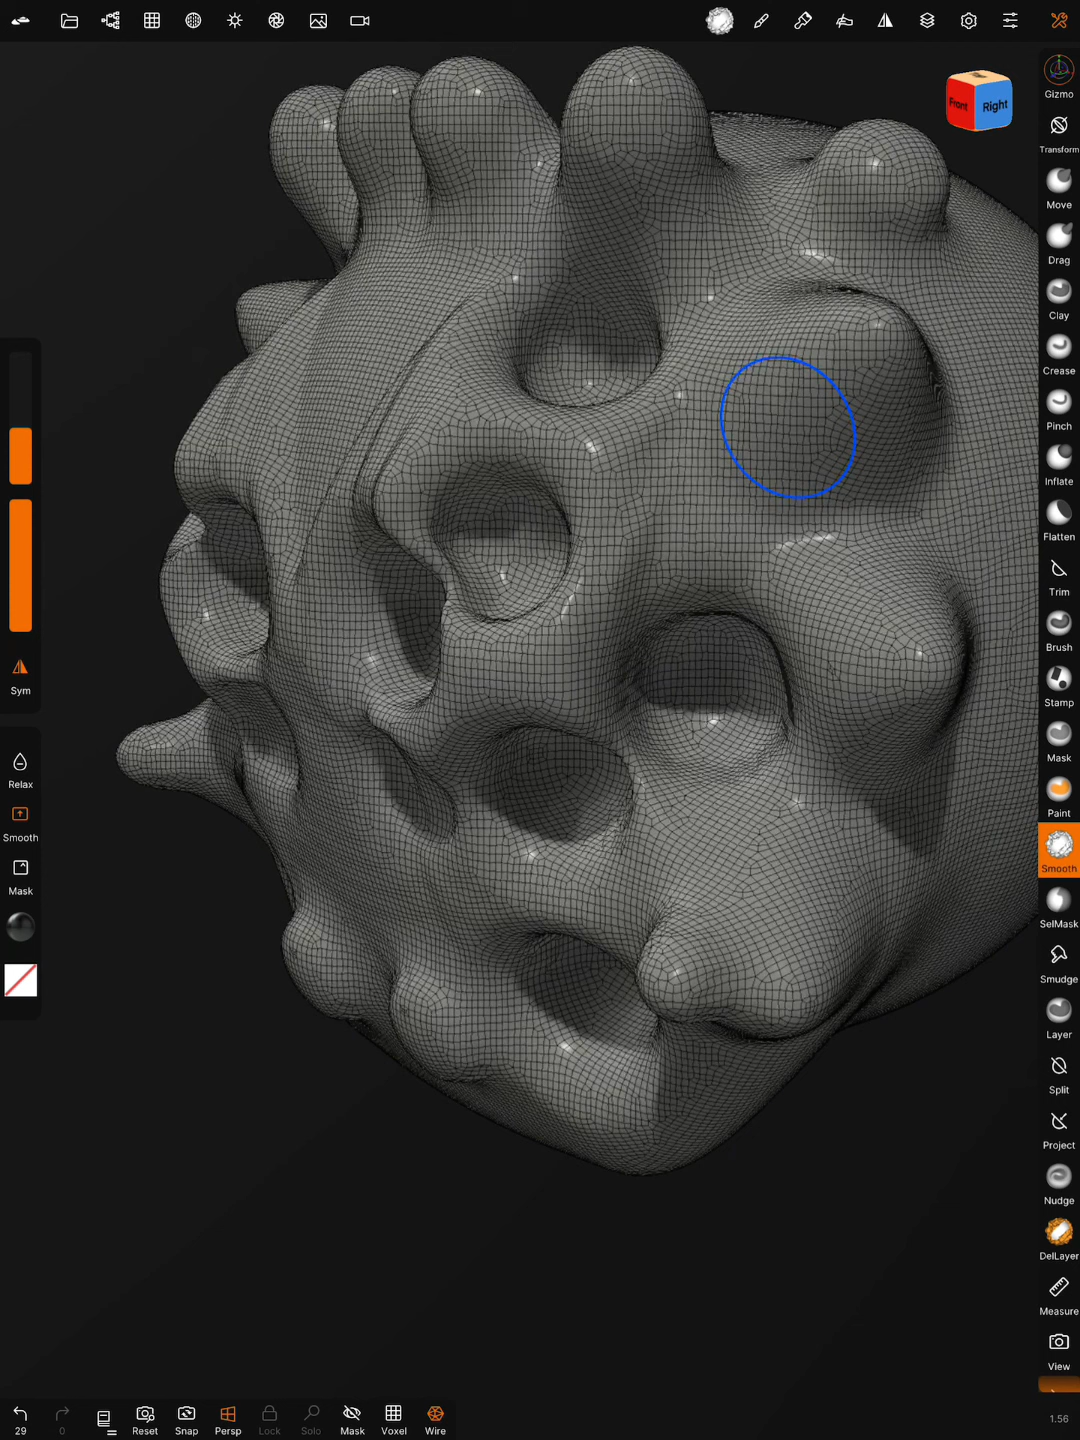 Front
Right
Gizmo
Transform
Move
Drag
Clay
Crease
Pinch
Inflate
Flatten
Trim
Brush
Stamp
Mask
Paint
Smooth
SelMask
Smudge
Layer
Split
Project
Nudge
DelLayer
Measure
View
Sym
Relax
Smooth
Mask
29
0
Reset
Snap
Persp
Lock
Solo
Mask
Voxel
Wire
1.56